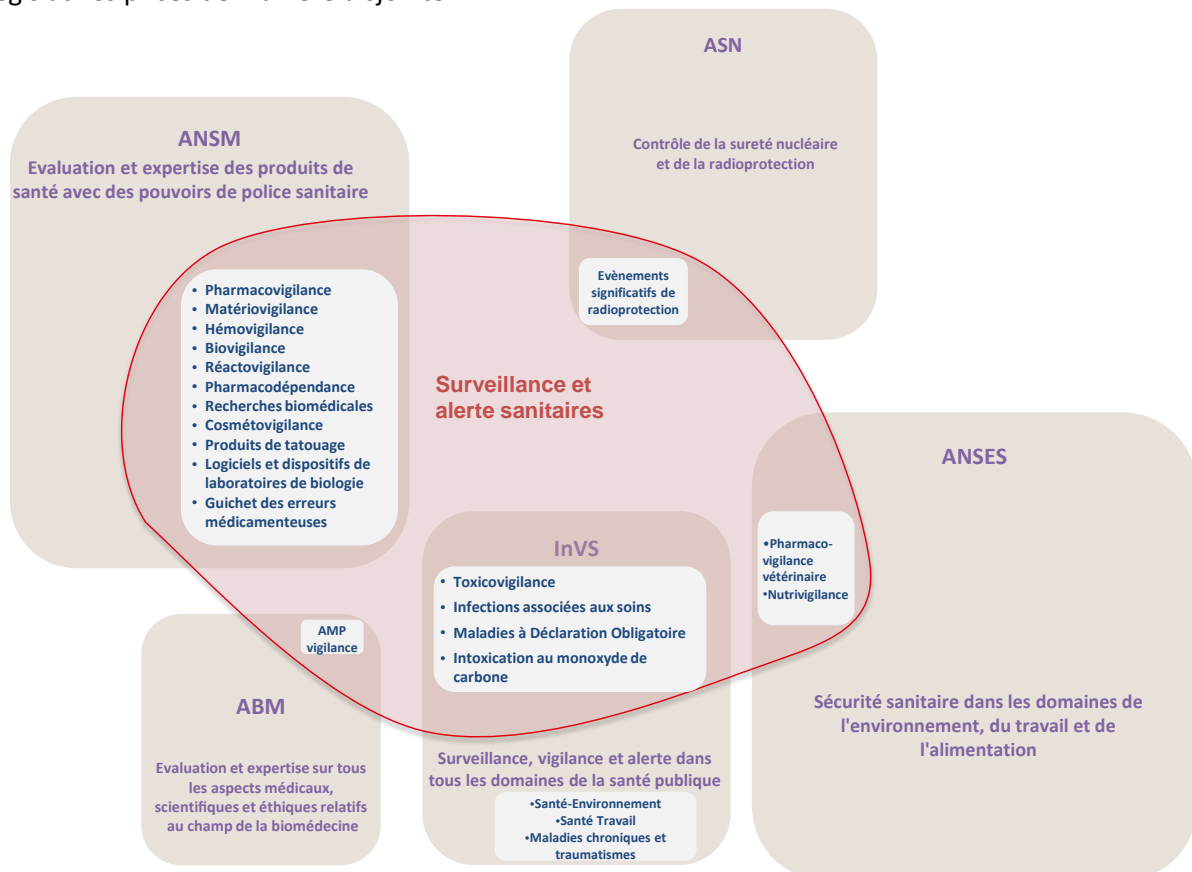 ASN
Contrôle de la sureté nucléaire
et de la radioprotection
ANSM
Evaluation et expertise des produits de
santé avec des pouvoirs de police sanitaire
Evènements
significatifs de
radioprotection
• Pharmacovigilance
• Matériovigilance
• Hémovigilance
• Biovigilance
• Réactovigilance
• Pharmacodépendance
• Recherches biomédicales
• Cosmétovigilance
• Produits de tatouage
• Logiciels et dispositifs de
laboratoires de biologie
• Guichet des erreurs
médicamenteuses
Surveillance et
alerte sanitaires
ANSES
•Pharmaco-
vigilance
vétérinaire
•Nutrivigilance
Sécurité sanitaire dans les domaines de
l'environnement, du travail et de
l'alimentation
InVS
• Toxicovigilance
• Infections associées aux soins
• Maladies à Déclaration Obligatoire
• Intoxication au monoxyde de
carbone
Surveillance, vigilance et alerte dans
tous les domaines de la santé publique
•Santé-Environnement
•Santé Travail
•Maladies chroniques et
traumatismes
AMP
vigilance
ABM
Evaluation et expertise sur tous
les aspects médicaux,
scientifiques et éthiques relatifs
au champ de la biomédecine